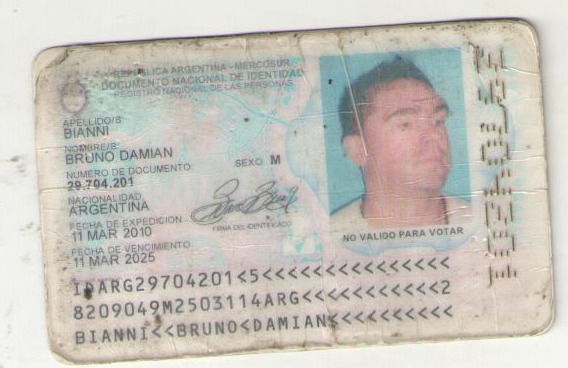 REPUBLICA ARGENTINA - MERCOSUR
DOCUMENTO NACIONAL DE IDENTIDAD
REGISTRO NACIONAL DE LAS PERSONAS
APELLIDO/S
BIANNI
NOMBRE/S
BRUNO DAMIAN
NUMERO DE DOCUMENTO SEXO M
29.704.201
NACIONALIDAD
ARGENTINA
FIRMA DEL IDENTIFICADO
FECHA DE EXPEDICION
11 MAR 2010
FECHA DE VENCIMIENTO
11 MAR 2025
NO VALIDO PARA VOTAR
IDARG29704201<5<<<<<<<<<<<<<<<
8209049M2503114ARG<<<<<<<<<<<2
BIANNI<<BRUNO<DAMIAN<<<<<<<<<<